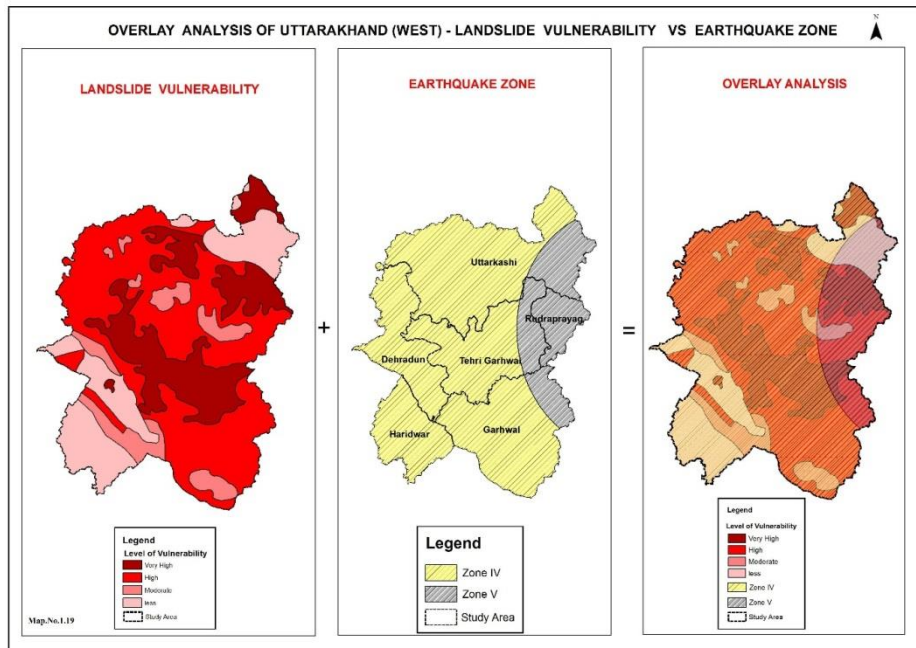 OVERLAY ANALYSIS OF UTTARAKHAND (WEST) - LANDSLIDE VULNERABILITY VS EARTHQUAKE ZONE
N
LANDSLIDE VULNERABILITY
Legend
Level of Vulnerability
Very High
High
Moderate
less
Study Area
Map.No.1.19
+
EARTHQUAKE ZONE
Uttarkashi
Rudraprayag
Dehradun
Tehri Garhwal
Haridwar
Garhwal
Legend
Zone IV
Zone V
Study Area
=
OVERLAY ANALYSIS
Legend
Level of Vulnerability
Very High
High
Moderate
less
Zone IV
Zone V
Study Area